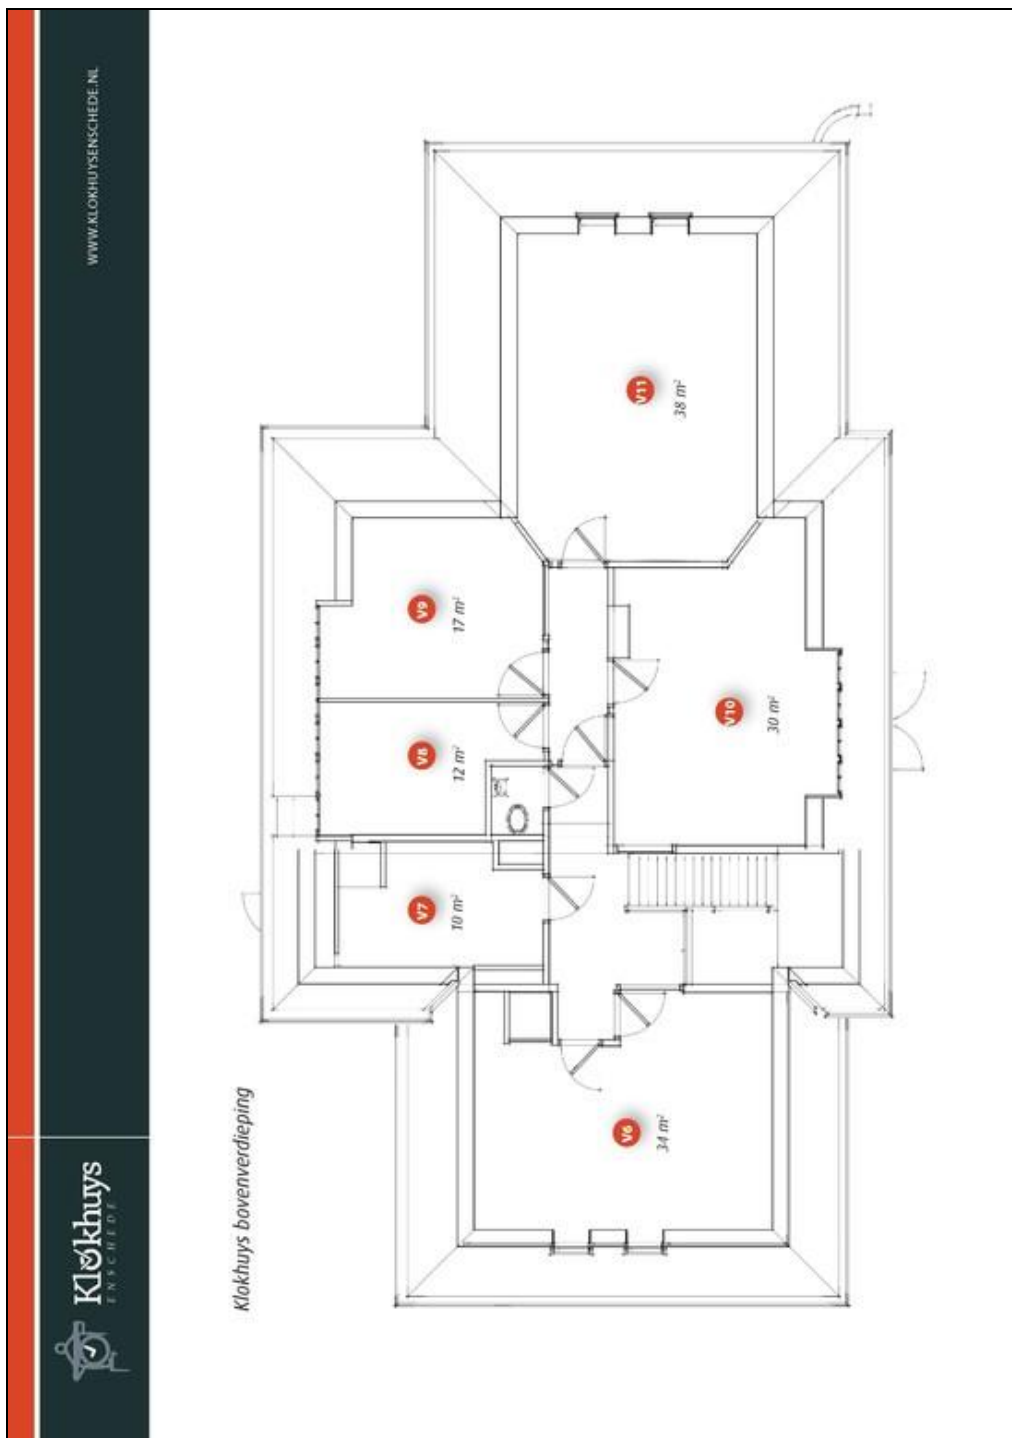 WWW.KLOKHUYSENSCHEDE.NL
Klokhuys
ENSCHEDE
Klokhuys bovenverdieping
V11
38 m²
V9
17 m²
V8
12 m²
V10
30 m²
V7
10 m²
V6
34 m²